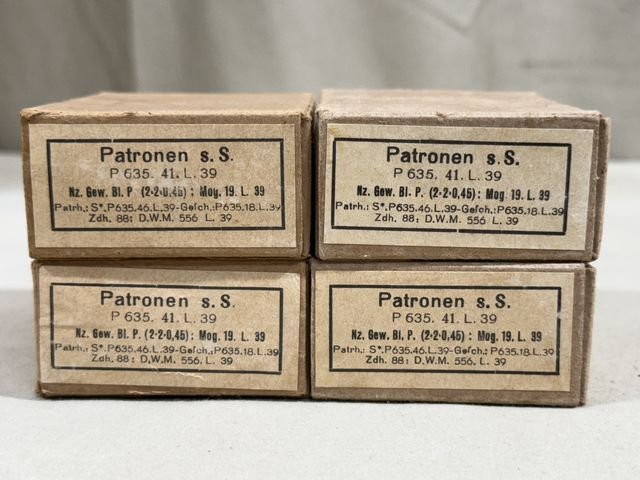 Patronen s. S.
P 635. 41. L. 39
Nz. Gew. Bl. P. (2·2·0,45) : Mog. 19. L. 39
Patrh.: S*. P635.46.L.39-Gesch.: P635.18.L.39
Zdh. 88: D.W.M. 556 L. 39
Patronen s. S.
P 635. 41. L. 39
Nz. Gew. Bl. P. (2·2·0,45) : Mog. 19. L. 39
Patrh.: S*. P635.46.L.39-Gesch.: P635.18.L.39
Zdh. 88: D.W.M. 556 L. 39
Patronen s. S.
P 635. 41. L. 39
Nz. Gew. Bl. P. (2·2·0,45) : Mog. 19. L. 39
Patrh.: S*. P635.46.L.39-Gesch.: P635.18.L.39
Zdh. 88: D.W.M. 556. L. 39
Patronen s. S.
P 635. 41. L. 39
Nz. Gew. Bl. P. (2·2·0,45) : Mog. 19. L. 39
Patrh.: S*. P635.46.L.39-Gesch.: P635.18.L.39
Zdh. 88: D.W.M. 556 L. 39